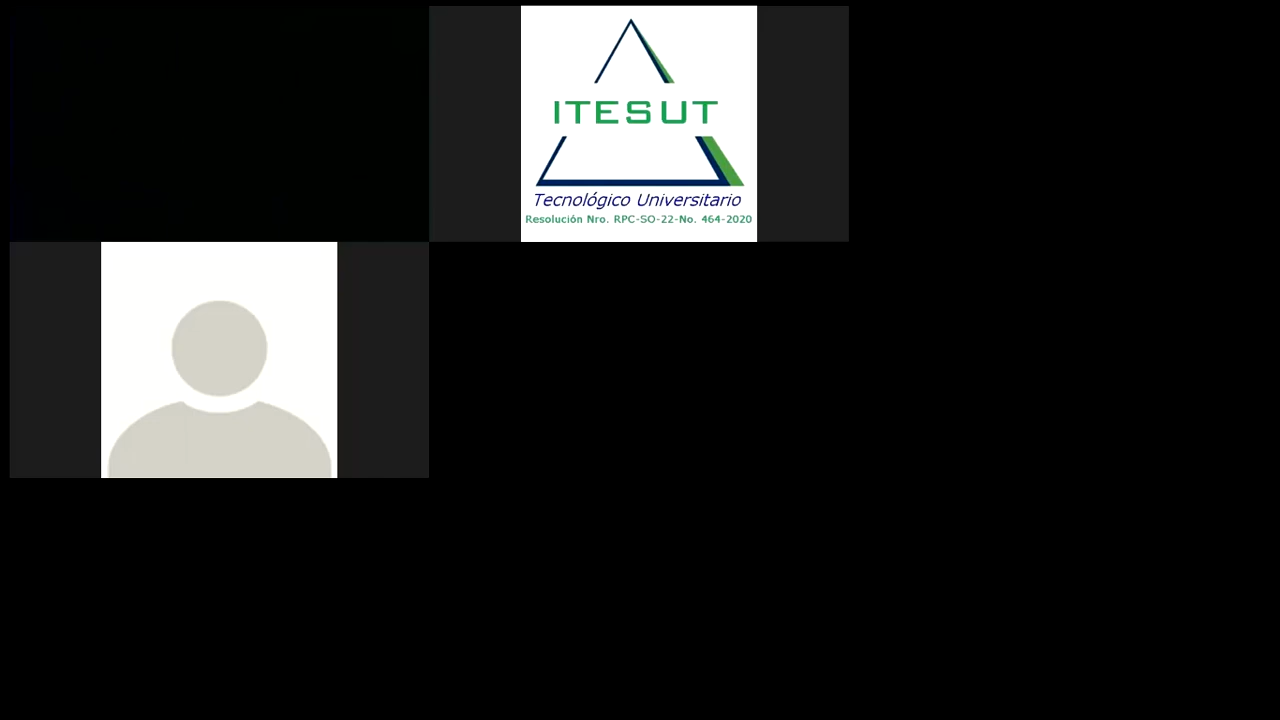 ITESUT
Tecnológico Universitario
Resolución Nro. RPC-SO-22-No. 464-2020